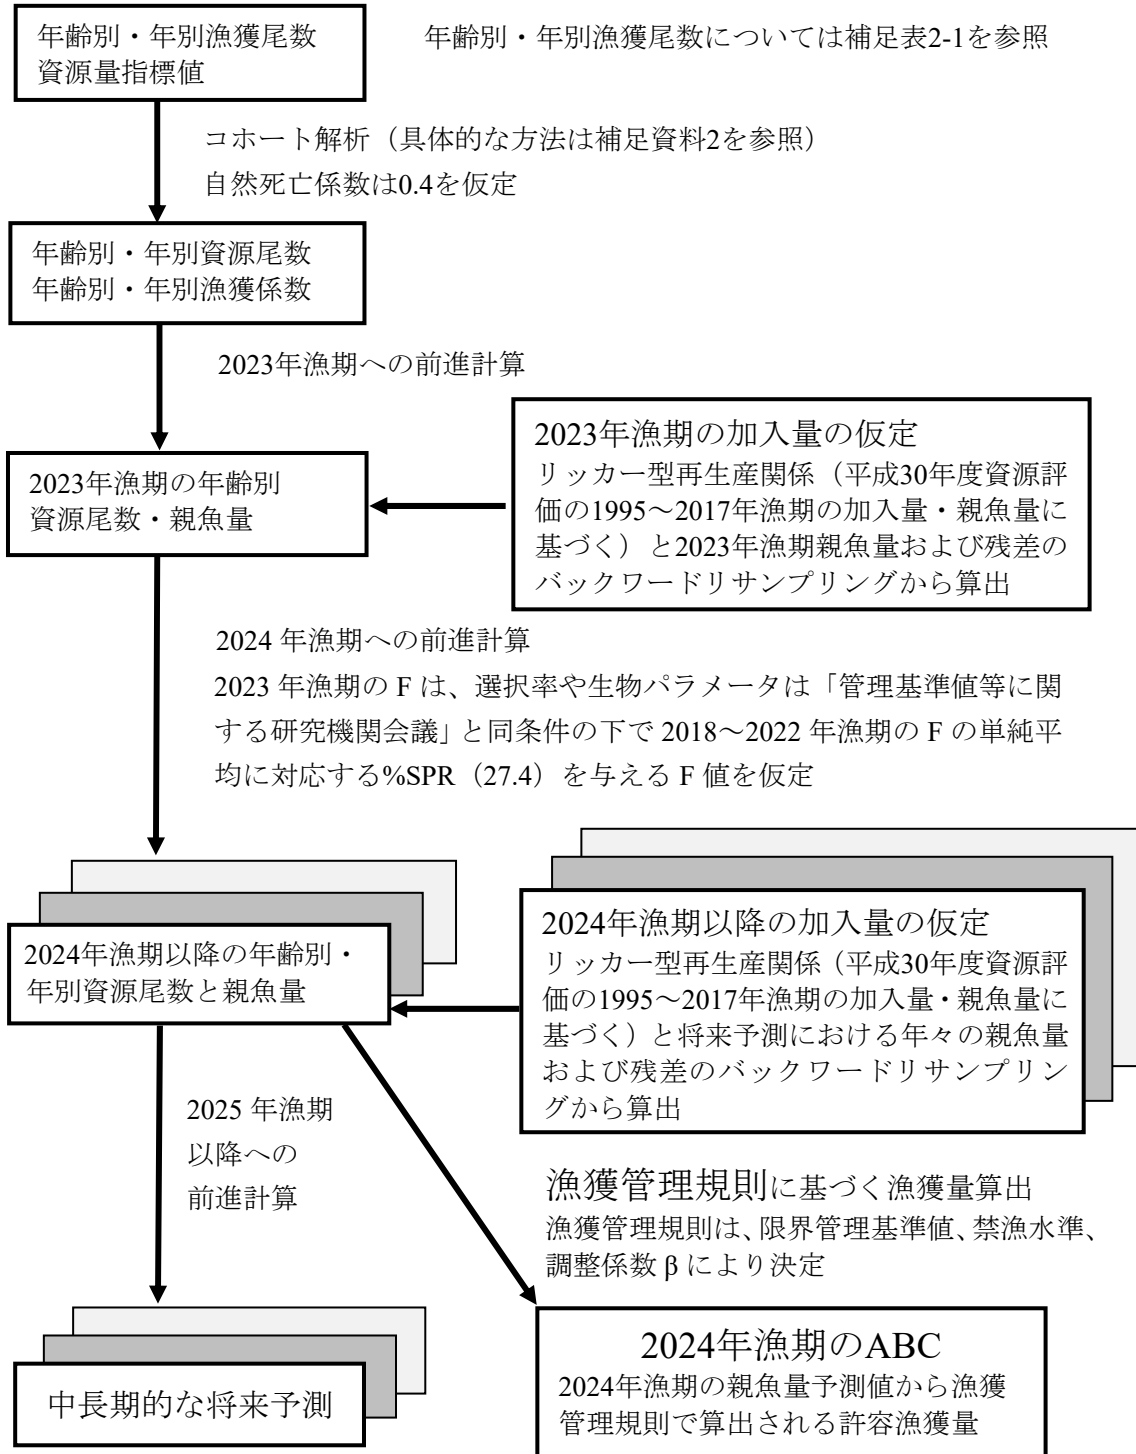 年齢別・年別漁獲尾数
資源量指標値
年齢別・年別漁獲尾数については補足表2-1を参照
コホート解析（具体的な方法は補足資料2を参照）
自然死亡係数は0.4を仮定
年齢別・年別資源尾数
年齢別・年別漁獲係数
2023年漁期への前進計算
2023年漁期の加入量の仮定
リッカー型再生産関係（平成30年度資源評
価の1995～2017年漁期の加入量・親魚量に
基づく）と2023年漁期親魚量および残差の
バックワードリサンプリングから算出
2023年漁期の年齢別
資源尾数・親魚量
2024 年漁期への前進計算
2023 年漁期の F は、選択率や生物パラメータは「管理基準値等に関
する研究機関会議」と同条件の下で 2018～2022 年漁期の F の単純平
均に対応する%SPR（27.4）を与える F 値を仮定
2024年漁期以降の加入量の仮定
リッカー型再生産関係（平成30年度資源評
価の1995～2017年漁期の加入量・親魚量に
基づく）と将来予測における年々の親魚量
および残差のバックワードリサンプリン
グから算出
2024年漁期以降の年齢別・
年別資源尾数と親魚量
2025 年漁期
以降への
前進計算
漁獲管理規則に基づく漁獲量算出
漁獲管理規則は、限界管理基準値、禁漁水準、
調整係数 β により決定
中長期的な将来予測
2024年漁期のABC
2024年漁期の親魚量予測値から漁獲
管理規則で算出される許容漁獲量